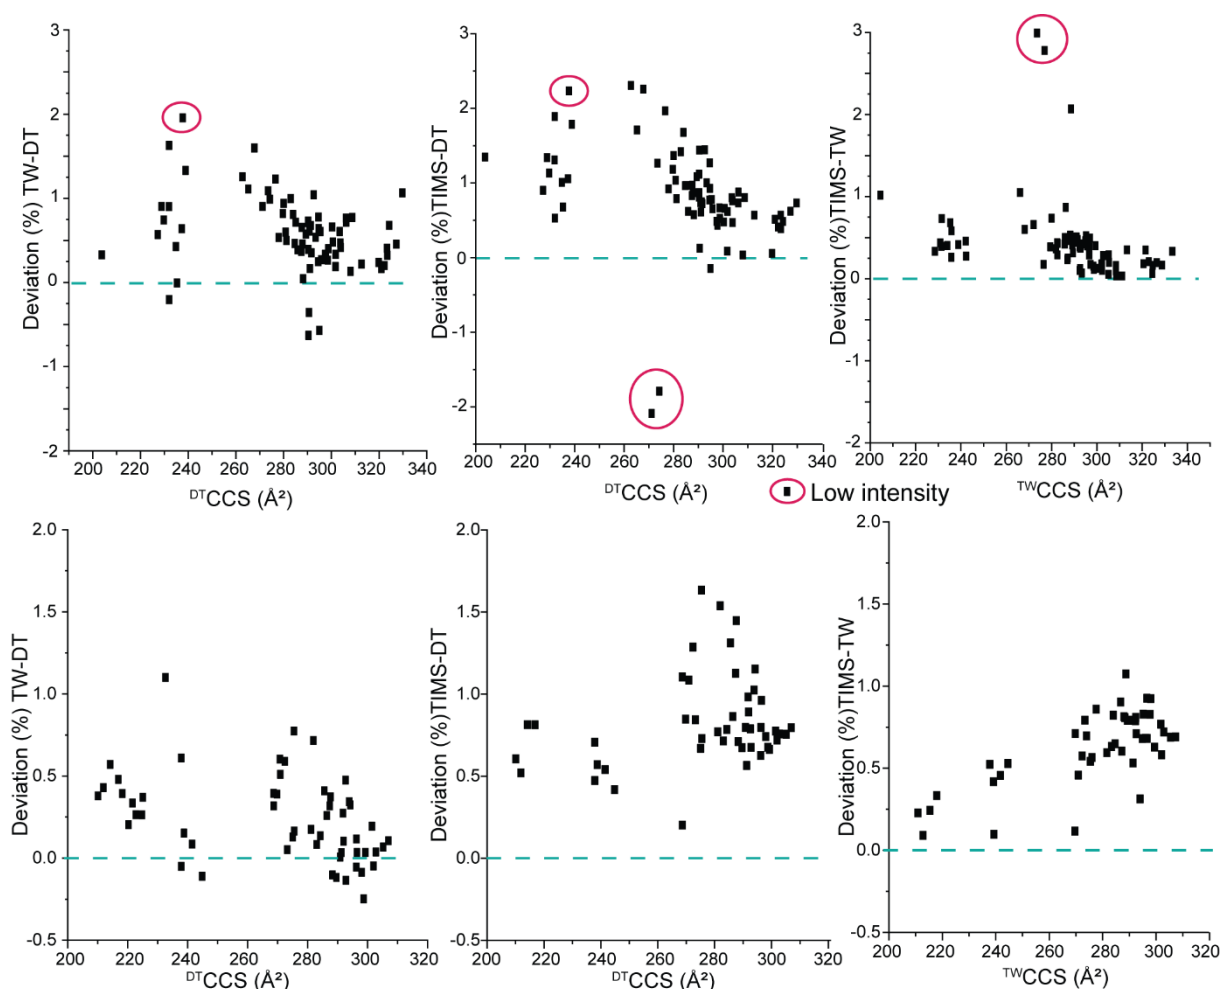 Deviation (%) TW-DT
3
2
1
0
-1
-2
200 220 240 260 280 300 320 340
DTCCS (Å²)
Deviation (%)TIMS-DT
3
2
1
0
-1
-2
200 220 240 260 280 300 320 340
DTCCS (Å²)
Deviation (%)TIMS-TW
3
2
1
0
-1
-2
200 220 240 260 280 300 320 340
TWCCS (Å²)
Low intensity
Deviation (%) TW-DT
2.0
1.5
1.0
0.5
0.0
-0.5
200 220 240 260 280 300 320
DTCCS (Å²)
Deviation (%)TIMS-DT
2.0
1.5
1.0
0.5
0.0
-0.5
200 220 240 260 280 300 320
DTCCS (Å²)
Deviation (%)TIMS-TW
2.0
1.5
1.0
0.5
0.0
-0.5
200 220 240 260 280 300 320
TWCCS (Å²)